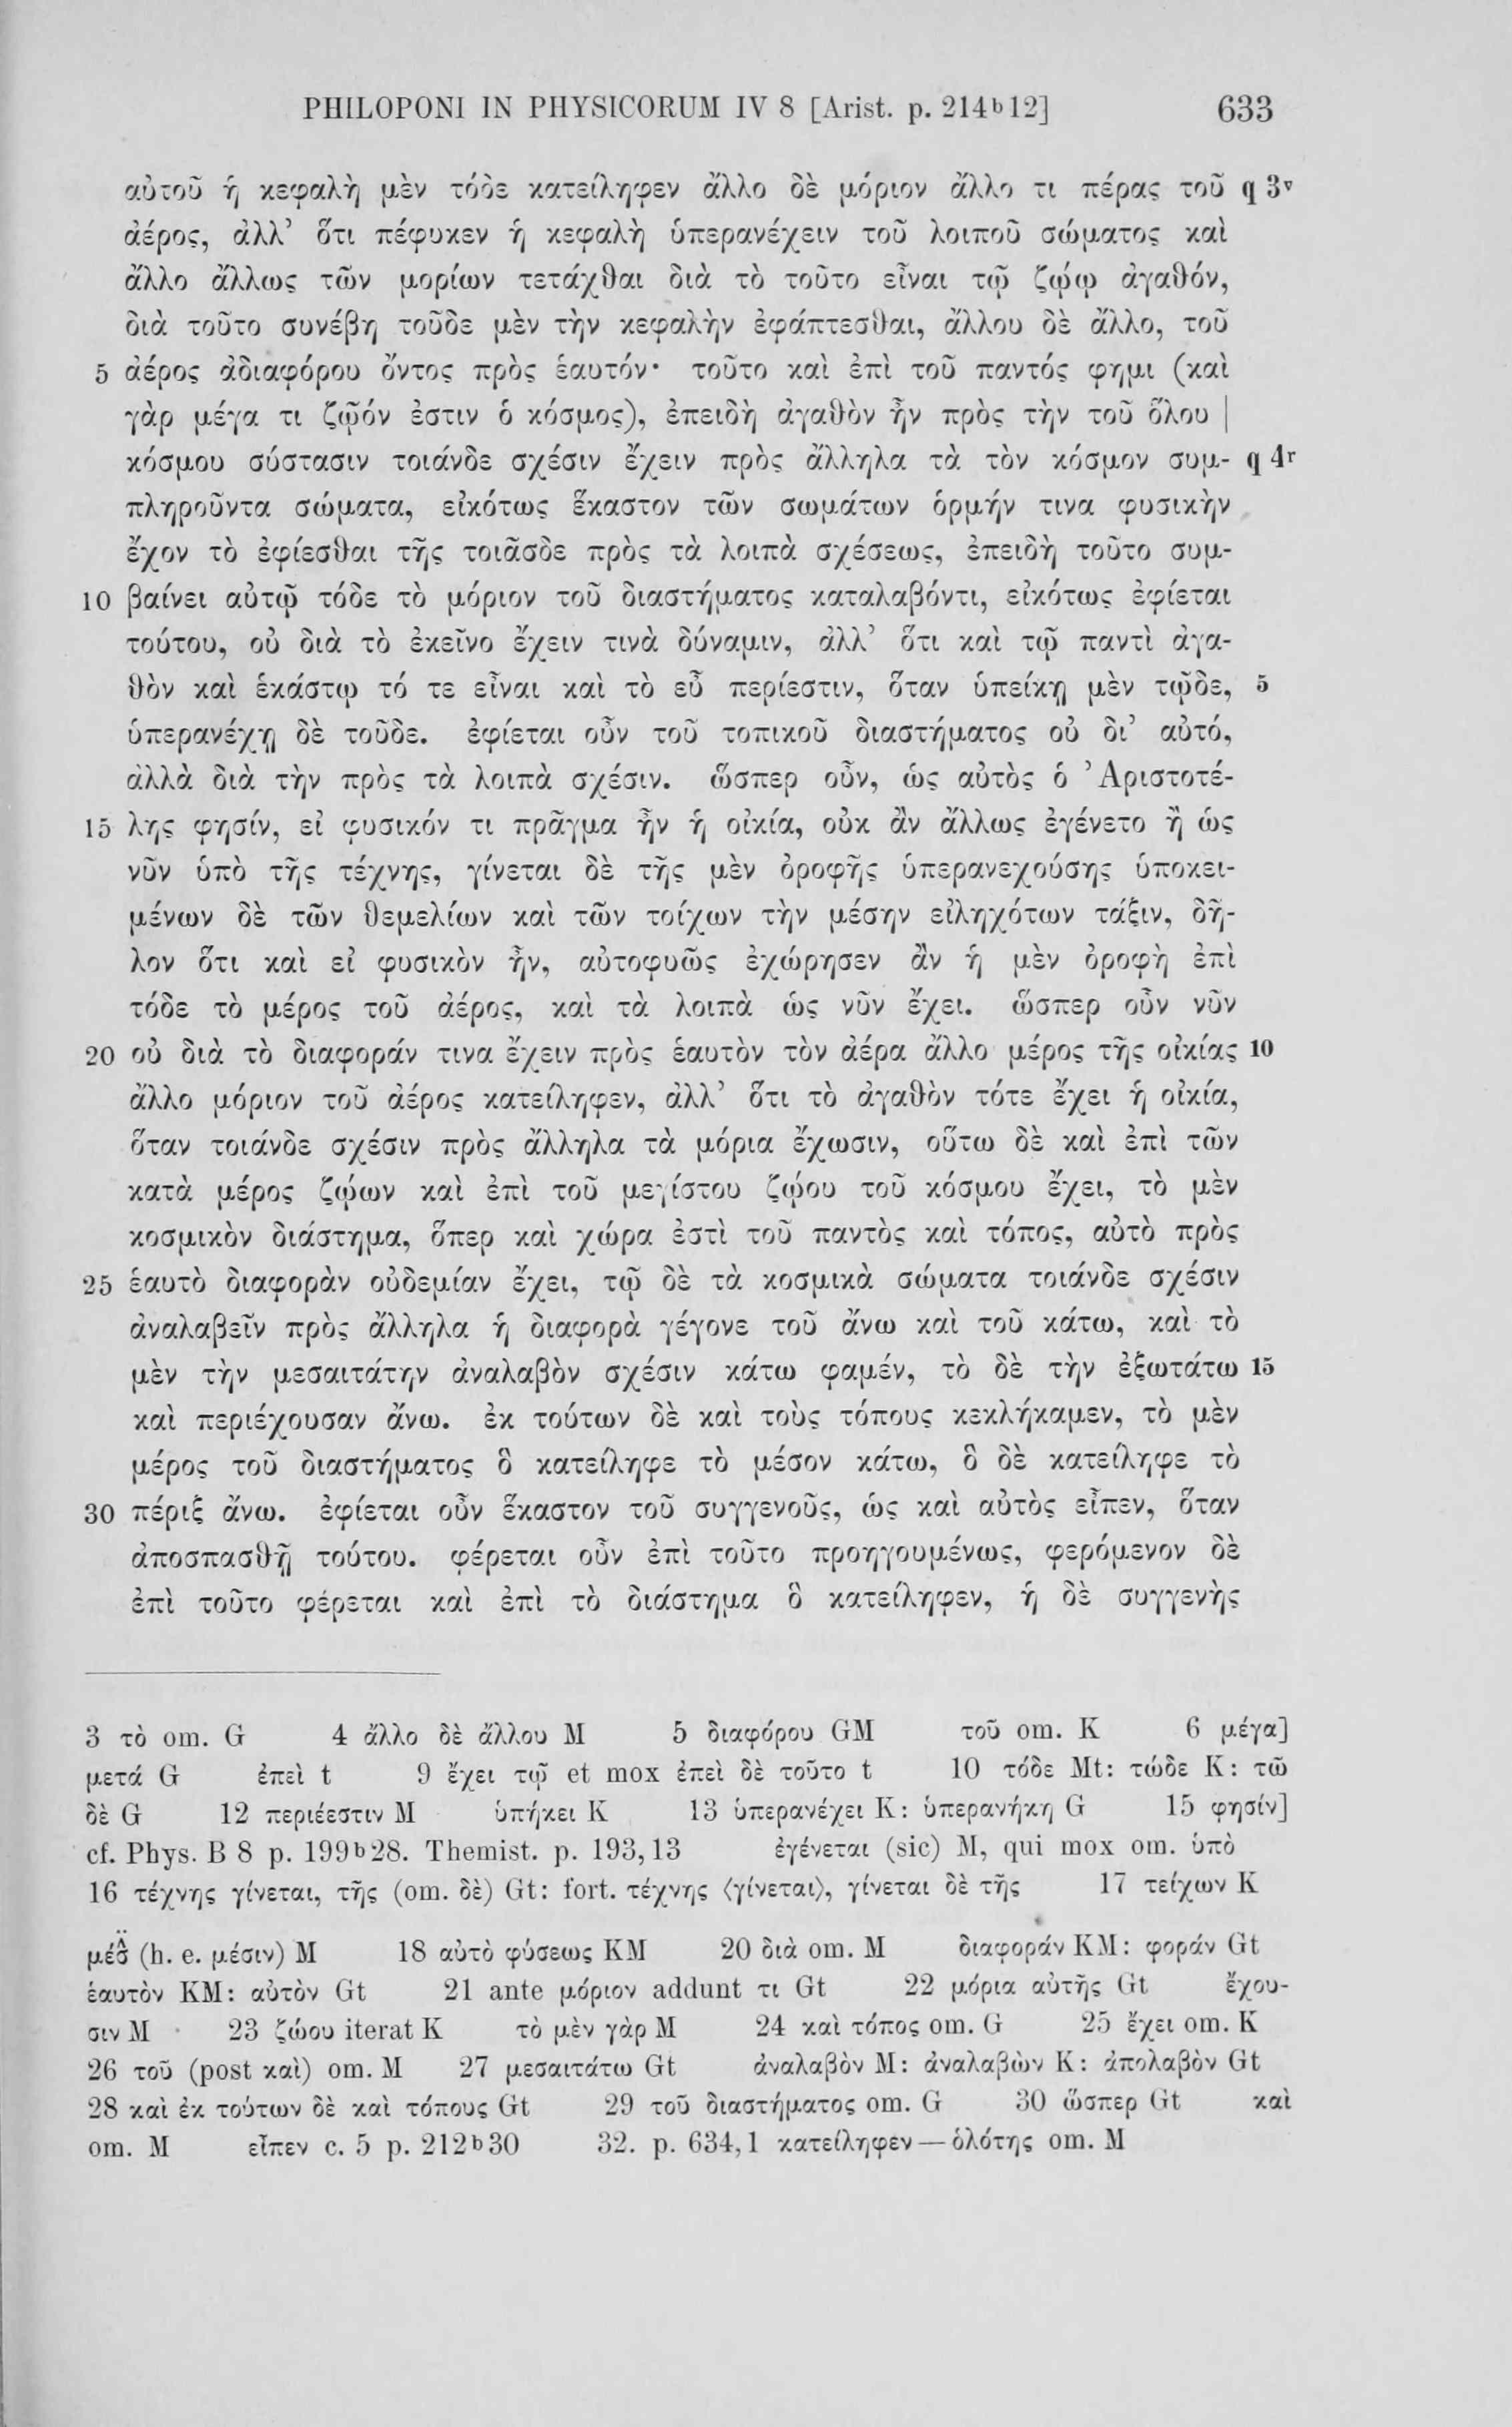 PHILOPONI IN PHYSICORUM IV 8 [Arist. p. 214ᵇ12] 633
αὐτοῦ ἡ κεφαλὴ μὲν τόδε κατείληφεν ἄλλο δὲ μόριον ἄλλο τι πέρας τοῦ q 3ᵛ
ἀέρος, ἀλλ’ ὅτι πέφυκεν ἡ κεφαλὴ ὑπερανέχειν τοῦ λοιποῦ σώματος καὶ
ἄλλο ἄλλως τῶν μορίων τετάχθαι διὰ τὸ τοῦτο εἶναι τῷ ζῴῳ ἀγαθόν,
διὰ τοῦτο συνέβη τοῦδε μὲν τὴν κεφαλὴν ἐφάπτεσθαι, ἄλλου δὲ ἄλλο, τοῦ
5 ἀέρος ἀδιαφόρου ὄντος πρὸς ἑαυτόν· τοῦτο καὶ ἐπὶ τοῦ παντός φημι (καὶ
γὰρ μέγα τι ζῷόν ἐστιν ὁ κόσμος), ἐπειδὴ ἀγαθὸν ἦν πρὸς τὴν τοῦ ὅλου |
κόσμου σύστασιν τοιάνδε σχέσιν ἔχειν πρὸς ἄλληλα τὰ τὸν κόσμον συμ- q 4ʳ
πληροῦντα σώματα, εἰκότως ἕκαστον τῶν σωμάτων ὁρμήν τινα φυσικὴν
ἔχον τὸ ἐφίεσθαι τῆς τοιᾶσδε πρὸς τὰ λοιπὰ σχέσεως, ἐπειδὴ τοῦτο συμ-
10 βαίνει αὐτῷ τόδε τὸ μόριον τοῦ διαστήματος καταλαβόντι, εἰκότως ἐφίεται
τούτου, οὐ διὰ τὸ ἐκεῖνο ἔχειν τινὰ δύναμιν, ἀλλ’ ὅτι καὶ τῷ παντὶ ἀγα-
θὸν καὶ ἑκάστῳ τό τε εἶναι καὶ τὸ εὖ περίεστιν, ὅταν ὑπείκῃ μὲν τῷδε, 5
ὑπερανέχῃ δὲ τοῦδε. ἐφίεται οὖν τοῦ τοπικοῦ διαστήματος οὐ δι’ αὐτό,
ἀλλὰ διὰ τὴν πρὸς τὰ λοιπὰ σχέσιν. ὥσπερ οὖν, ὡς αὐτὸς ὁ Ἀριστοτέ-
15 λης φησίν, εἰ φυσικόν τι πρᾶγμα ἦν ἡ οἰκία, οὐκ ἂν ἄλλως ἐγένετο ἢ ὡς
νῦν ὑπὸ τῆς τέχνης, γίνεται δὲ τῆς μὲν ὀροφῆς ὑπερανεχούσης ὑποκει-
μένων δὲ τῶν θεμελίων καὶ τῶν τοίχων τὴν μέσην εἰληχότων τάξιν, δῆ-
λον ὅτι καὶ εἰ φυσικὸν ἦν, αὐτοφυῶς ἐχώρησεν ἂν ἡ μὲν ὀροφὴ ἐπὶ
τόδε τὸ μέρος τοῦ ἀέρος, καὶ τὰ λοιπὰ ὡς νῦν ἔχει. ὥσπερ οὖν νῦν
20 οὐ διὰ τὸ διαφοράν τινα ἔχειν πρὸς ἑαυτὸν τὸν ἀέρα ἄλλο μέρος τῆς οἰκίας 10
ἄλλο μόριον τοῦ ἀέρος κατείληφεν, ἀλλ’ ὅτι τὸ ἀγαθὸν τότε ἔχει ἡ οἰκία,
ὅταν τοιάνδε σχέσιν πρὸς ἄλληλα τὰ μόρια ἔχωσιν, οὕτω δὲ καὶ ἐπὶ τῶν
κατὰ μέρος ζῴων καὶ ἐπὶ τοῦ μεγίστου ζῴου τοῦ κόσμου ἔχει, τὸ μὲν
κοσμικὸν διάστημα, ὅπερ καὶ χώρα ἐστὶ τοῦ παντὸς καὶ τόπος, αὐτὸ πρὸς
25 ἑαυτὸ διαφορὰν οὐδεμίαν ἔχει, τῷ δὲ τὰ κοσμικὰ σώματα τοιάνδε σχέσιν
ἀναλαβεῖν πρὸς ἄλληλα ἡ διαφορὰ γέγονε τοῦ ἄνω καὶ τοῦ κάτω, καὶ τὸ
μὲν τὴν μεσαιτάτην ἀναλαβὸν σχέσιν κάτω φαμέν, τὸ δὲ τὴν ἐξωτάτω 15
καὶ περιέχουσαν ἄνω. ἐκ τούτων δὲ καὶ τοὺς τόπους κεκλήκαμεν, τὸ μὲν
μέρος τοῦ διαστήματος ὃ κατείληφε τὸ μέσον κάτω, ὃ δὲ κατείληφε τὸ
30 πέριξ ἄνω. ἐφίεται οὖν ἕκαστον τοῦ συγγενοῦς, ὡς καὶ αὐτὸς εἶπεν, ὅταν
ἀποσπασθῇ τούτου. φέρεται οὖν ἐπὶ τοῦτο προηγουμένως, φερόμενον δὲ
ἐπὶ τοῦτο φέρεται καὶ ἐπὶ τὸ διάστημα ὃ κατείληφεν, ἡ δὲ συγγενὴς
3 τὸ om. G 4 ἄλλο δὲ ἄλλου M 5 διαφόρου GM τοῦ om. K 6 μέγα]
μετά G ἐπεὶ t 9 ἔχει τῷ et mox ἐπεὶ δὲ τοῦτο t 10 τόδε Mt: τώδε K: τῶ
δὲ G 12 περιέεστιν M ὑπήκει K 13 ὑπερανέχει K: ὑπερανήκη G 15 φησίν]
cf. Phys. B 8 p. 199ᵇ28. Themist. p. 193,13 ἐγένεται (sic) M, qui mox om. ὑπὸ
16 τέχνης γίνεται, τῆς (om. δὲ) Gt: fort. τέχνης ⟨γίνεται⟩, γίνεται δὲ τῆς 17 τείχων K
(h. e. μέσιν) M 18 αὐτὸ φύσεως KM 20 διὰ om. M διαφοράν KM: φοράν Gt
ἑαυτὸν KM: αὐτὸν Gt 21 ante μόριον addunt τι Gt 22 μόρια αὐτῆς Gt ἔχου-
σιν M 23 ζώου iterat K τὸ μὲν γὰρ M 24 καὶ τόπος om. G 25 ἔχει om. K
26 τοῦ (post καὶ) om. M 27 μεσαιτάτω Gt ἀναλαβὸν M: ἀναλαβὼν K: ἀπολαβὸν Gt
28 καὶ ἐκ τούτων δὲ καὶ τόπους Gt 29 τοῦ διαστήματος om. G 30 ὥσπερ Gt καὶ
om. M εἶπεν c. 5 p. 212ᵇ30 32. p. 634,1 κατείληφεν — ὁλότης om. M